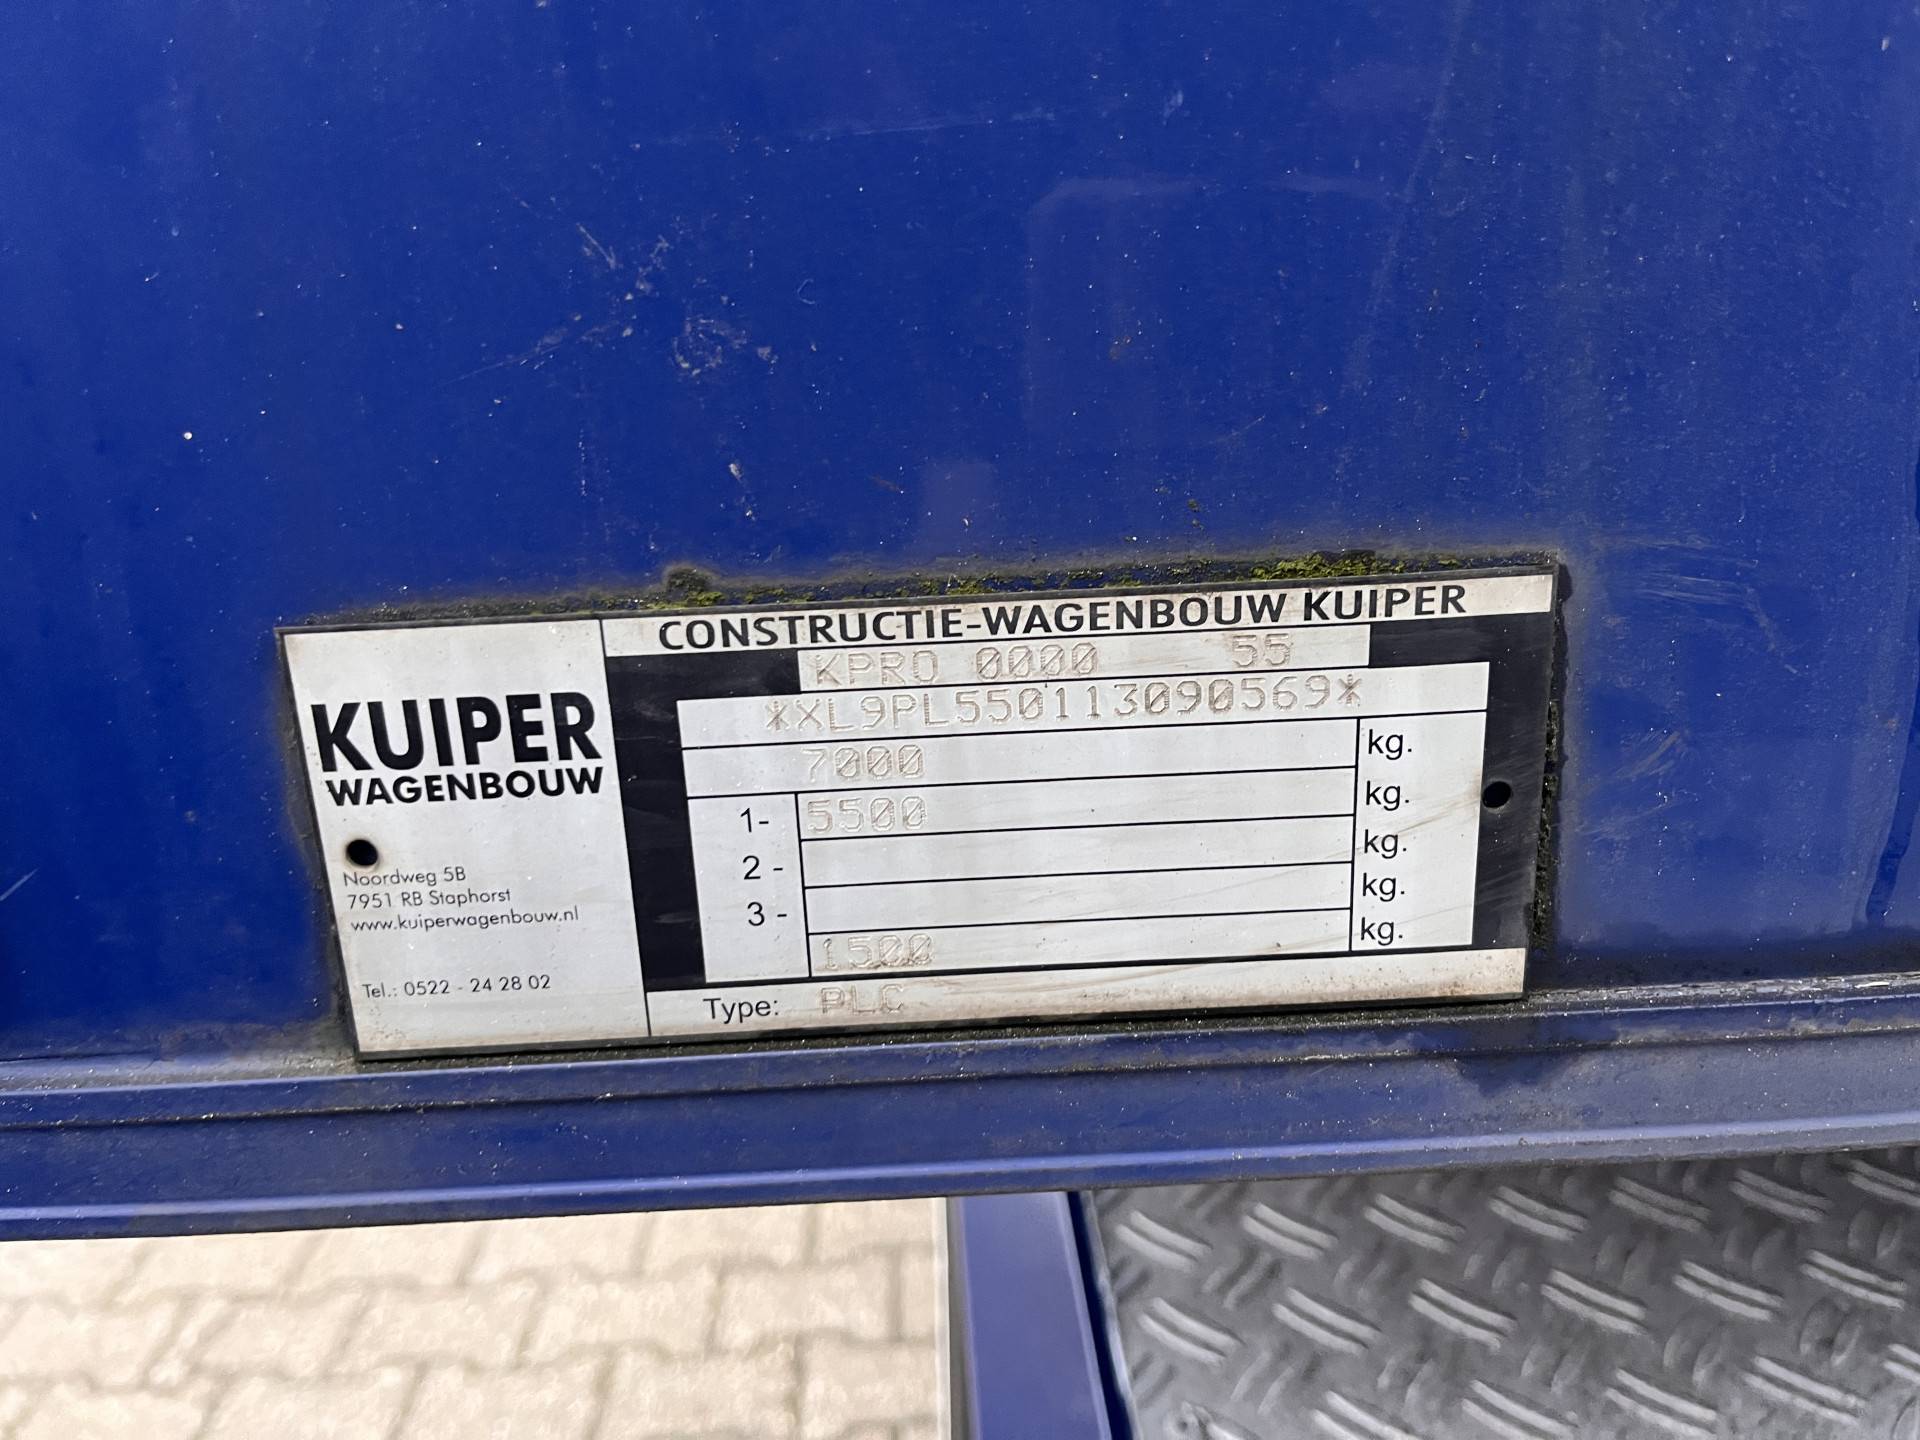 KUIPER
WAGENBOUW
Noordweg 5B
7951 RB Staphorst
www.kuiperwagenbouw.nl
Tel.: 0522 - 24 28 02
CONSTRUCTIE-WAGENBOUW KUIPER
KPRO 0000 55
*XL9PL550113090569*
7000 kg.
1- 5500 kg.
2 - kg.
3 - kg.
1500 kg.
Type: PLC